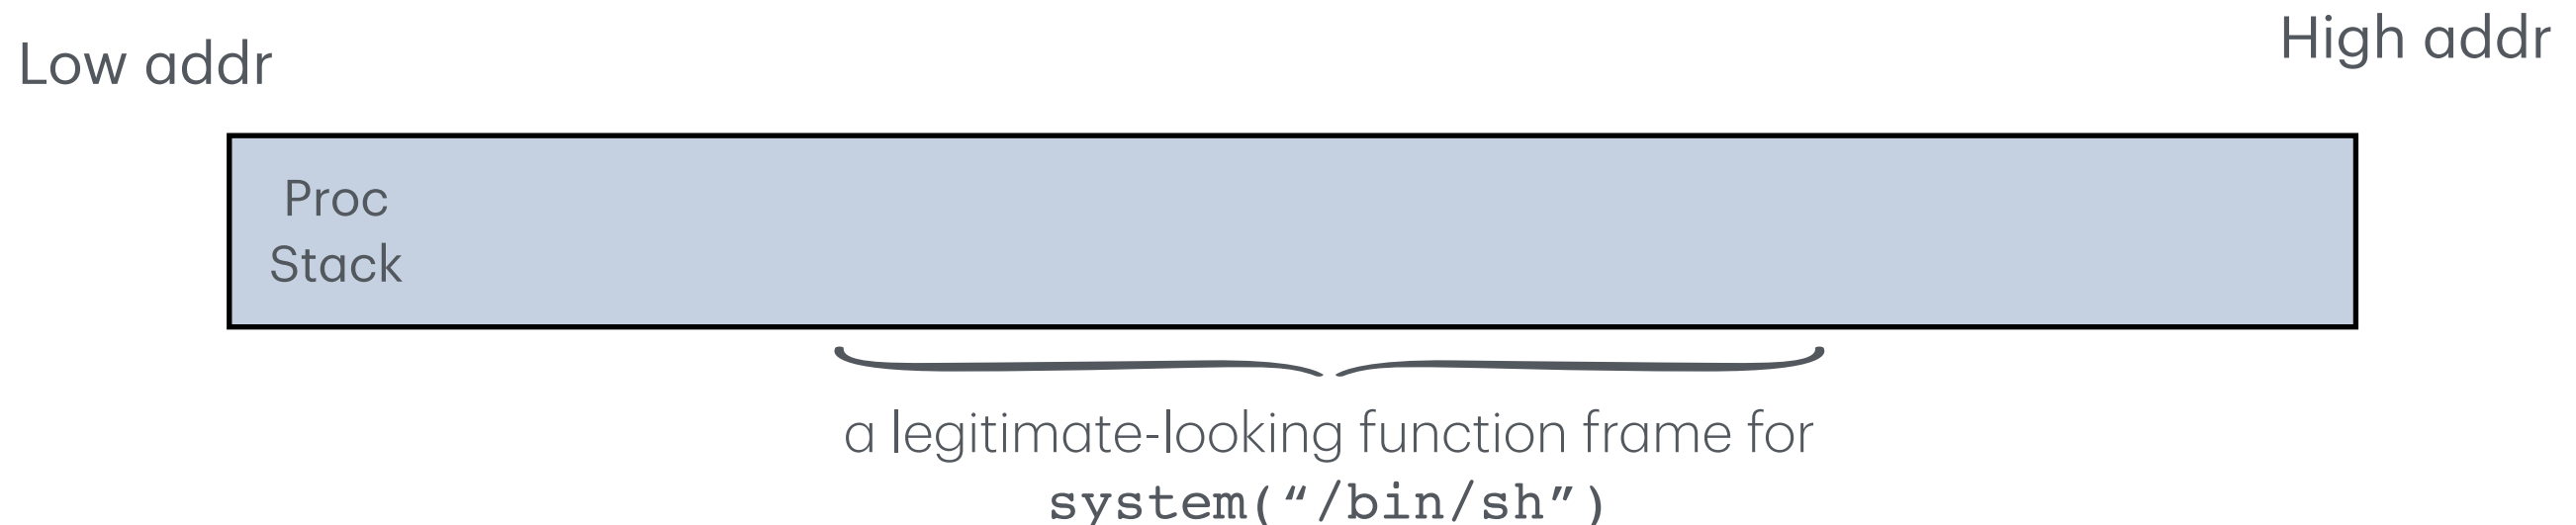 Low addr
High addr
Proc
Stack
a legitimate-looking function frame for
system(“/bin/sh”)